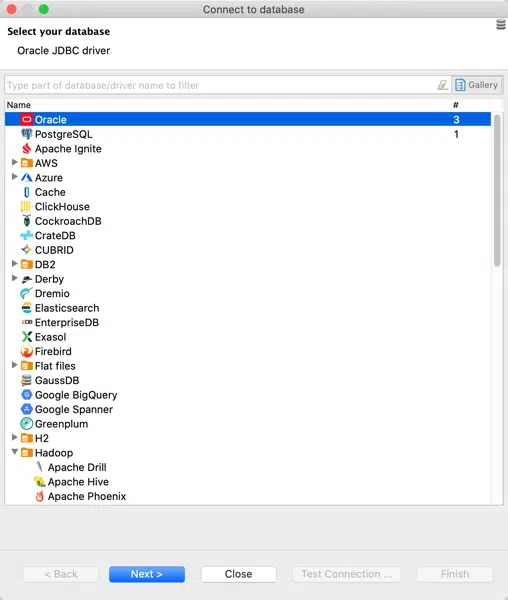 Connect to database
Select your database
Oracle JDBC driver
Type part of database/driver name to filter Gallery
Name #
Oracle 3
PostgreSQL 1
Apache Ignite
AWS
Azure
Cache
ClickHouse
CockroachDB
CrateDB
CUBRID
DB2
Derby
Dremio
Elasticsearch
EnterpriseDB
Exasol
Firebird
Flat files
GaussDB
Google BigQuery
Google Spanner
Greenplum
H2
Hadoop
Apache Drill
Apache Hive
Apache Phoenix
< Back Next > Close Test Connection ... Finish